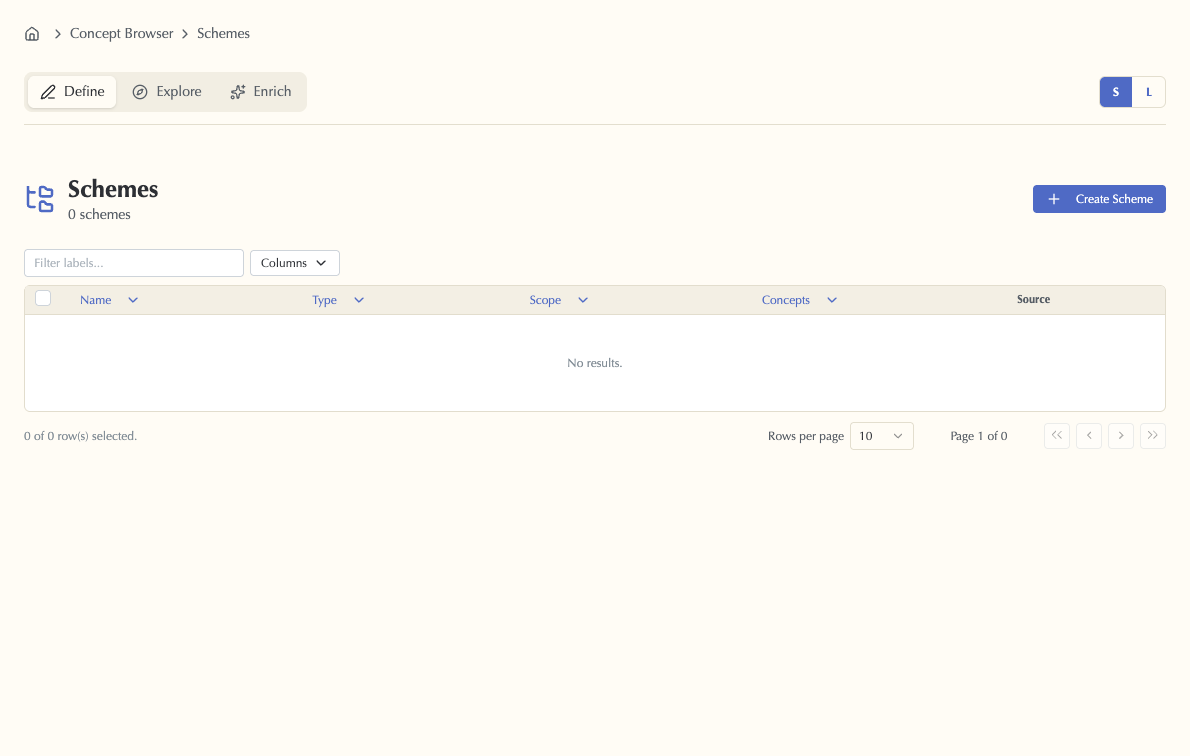 Concept Browser Schemes
Define Explore Enrich S L
Schemes
0 schemes
Create Scheme
Filter labels... Columns
Name Type Scope Concepts Source
No results.
0 of 0 row(s) selected. Rows per page 10 Page 1 of 0